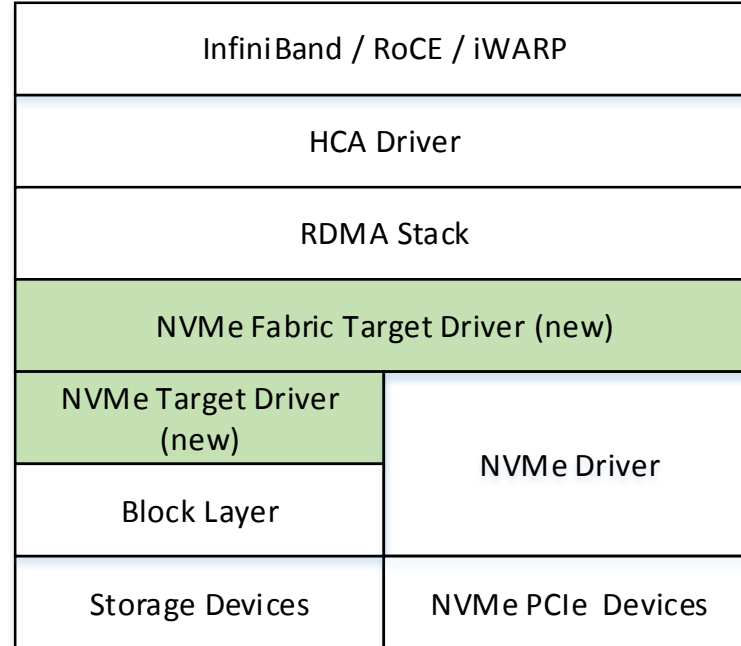 InfiniBand / RoCE / iWARP
HCA Driver
RDMA Stack
NVMe Fabric Target Driver (new)
NVMe Target Driver
(new)
NVMe Driver
Block Layer
Storage Devices
NVMe PCIe Devices